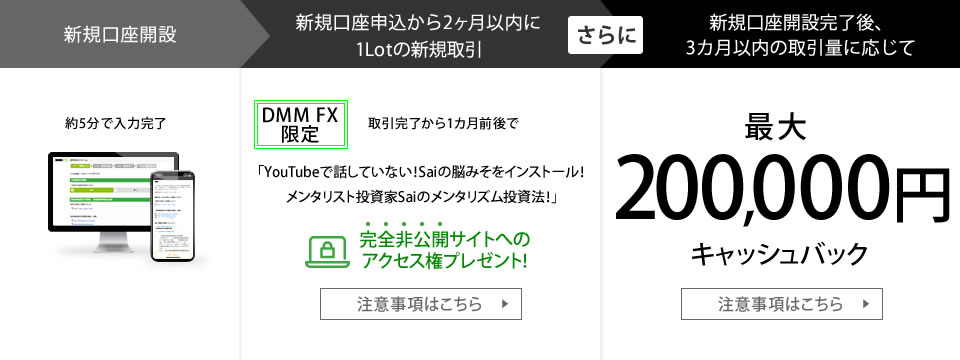 新規口座開設
新規口座申込から2ヶ月以内に
1Lotの新規取引
さらに
新規口座開設完了後、
3カ月以内の取引量に応じて
約5分で入力完了
DMM FX
限定
取引完了から1カ月前後で
「YouTubeで話していない!Saiの脳みそをインストール!
メンタリスト投資家Saiのメンタリズム投資法!」
完全非公開サイトへの
アクセス権プレゼント!
注意事項はこちら
最大
200,000円
キャッシュバック
注意事項はこちら